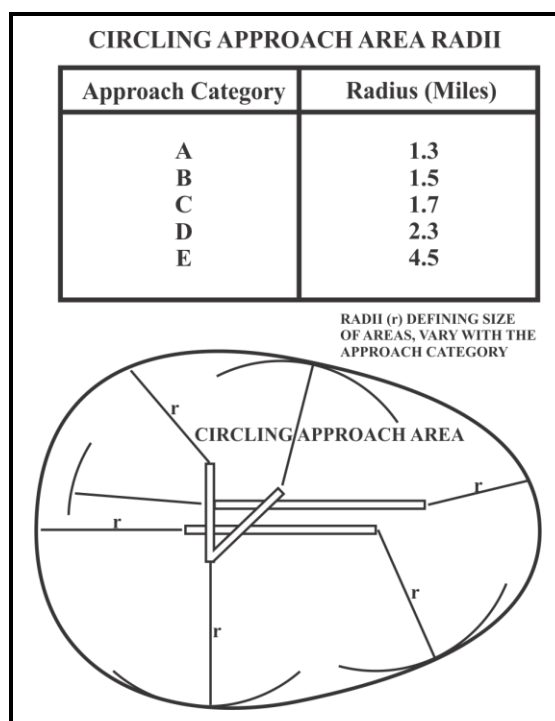 CIRCLING APPROACH AREA RADII
Approach Category Radius (Miles)
A 1.3
B 1.5
C 1.7
D 2.3
E 4.5
RADII (r) DEFINING SIZE
OF AREAS, VARY WITH THE
APPROACH CATEGORY
r
CIRCLING APPROACH AREA
r
r
r
r